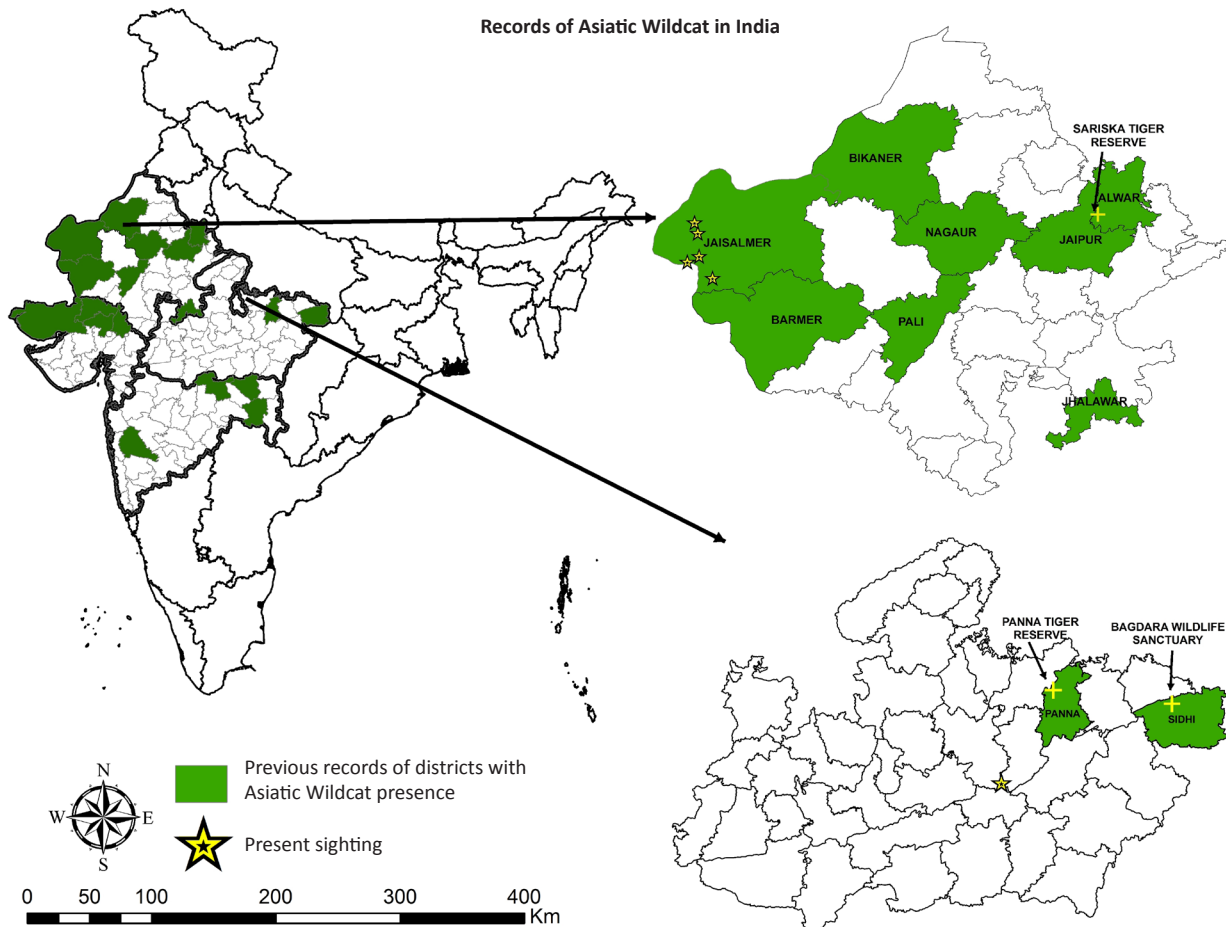 Records of Asiatic Wildcat in India
SARISKA TIGER
RESERVE
BIKANER
ALWAR
NAGAUR
JAIPUR
JAISALMER
BARMER
PALI
JHALAWAR
PANNA TIGER
RESERVE
BAGDARA WILDLIFE
SANCTUARY
PANNA
SIDHI
N
W
E
S
Previous records of districts with
Asiatic Wildcat presence
Present sighting
0 50 100 200 300 400
Km